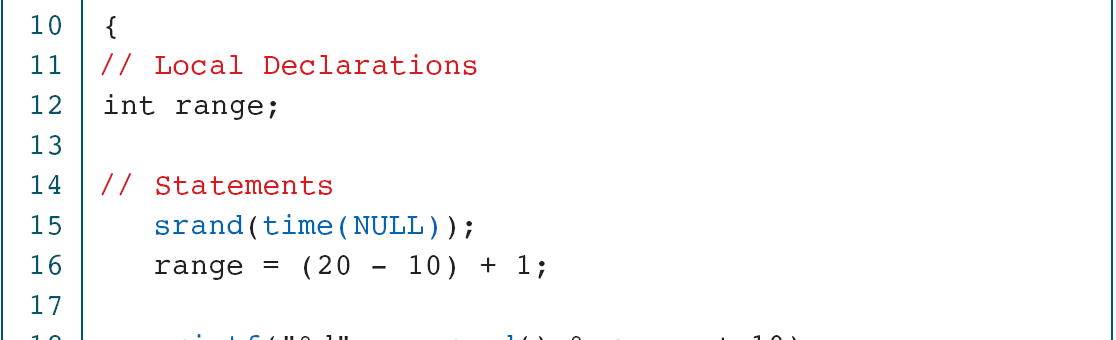 10 {
11 // Local Declarations
12 int range;
13
14 // Statements
15    srand(time(NULL));
16    range = (20 - 10) + 1;
17